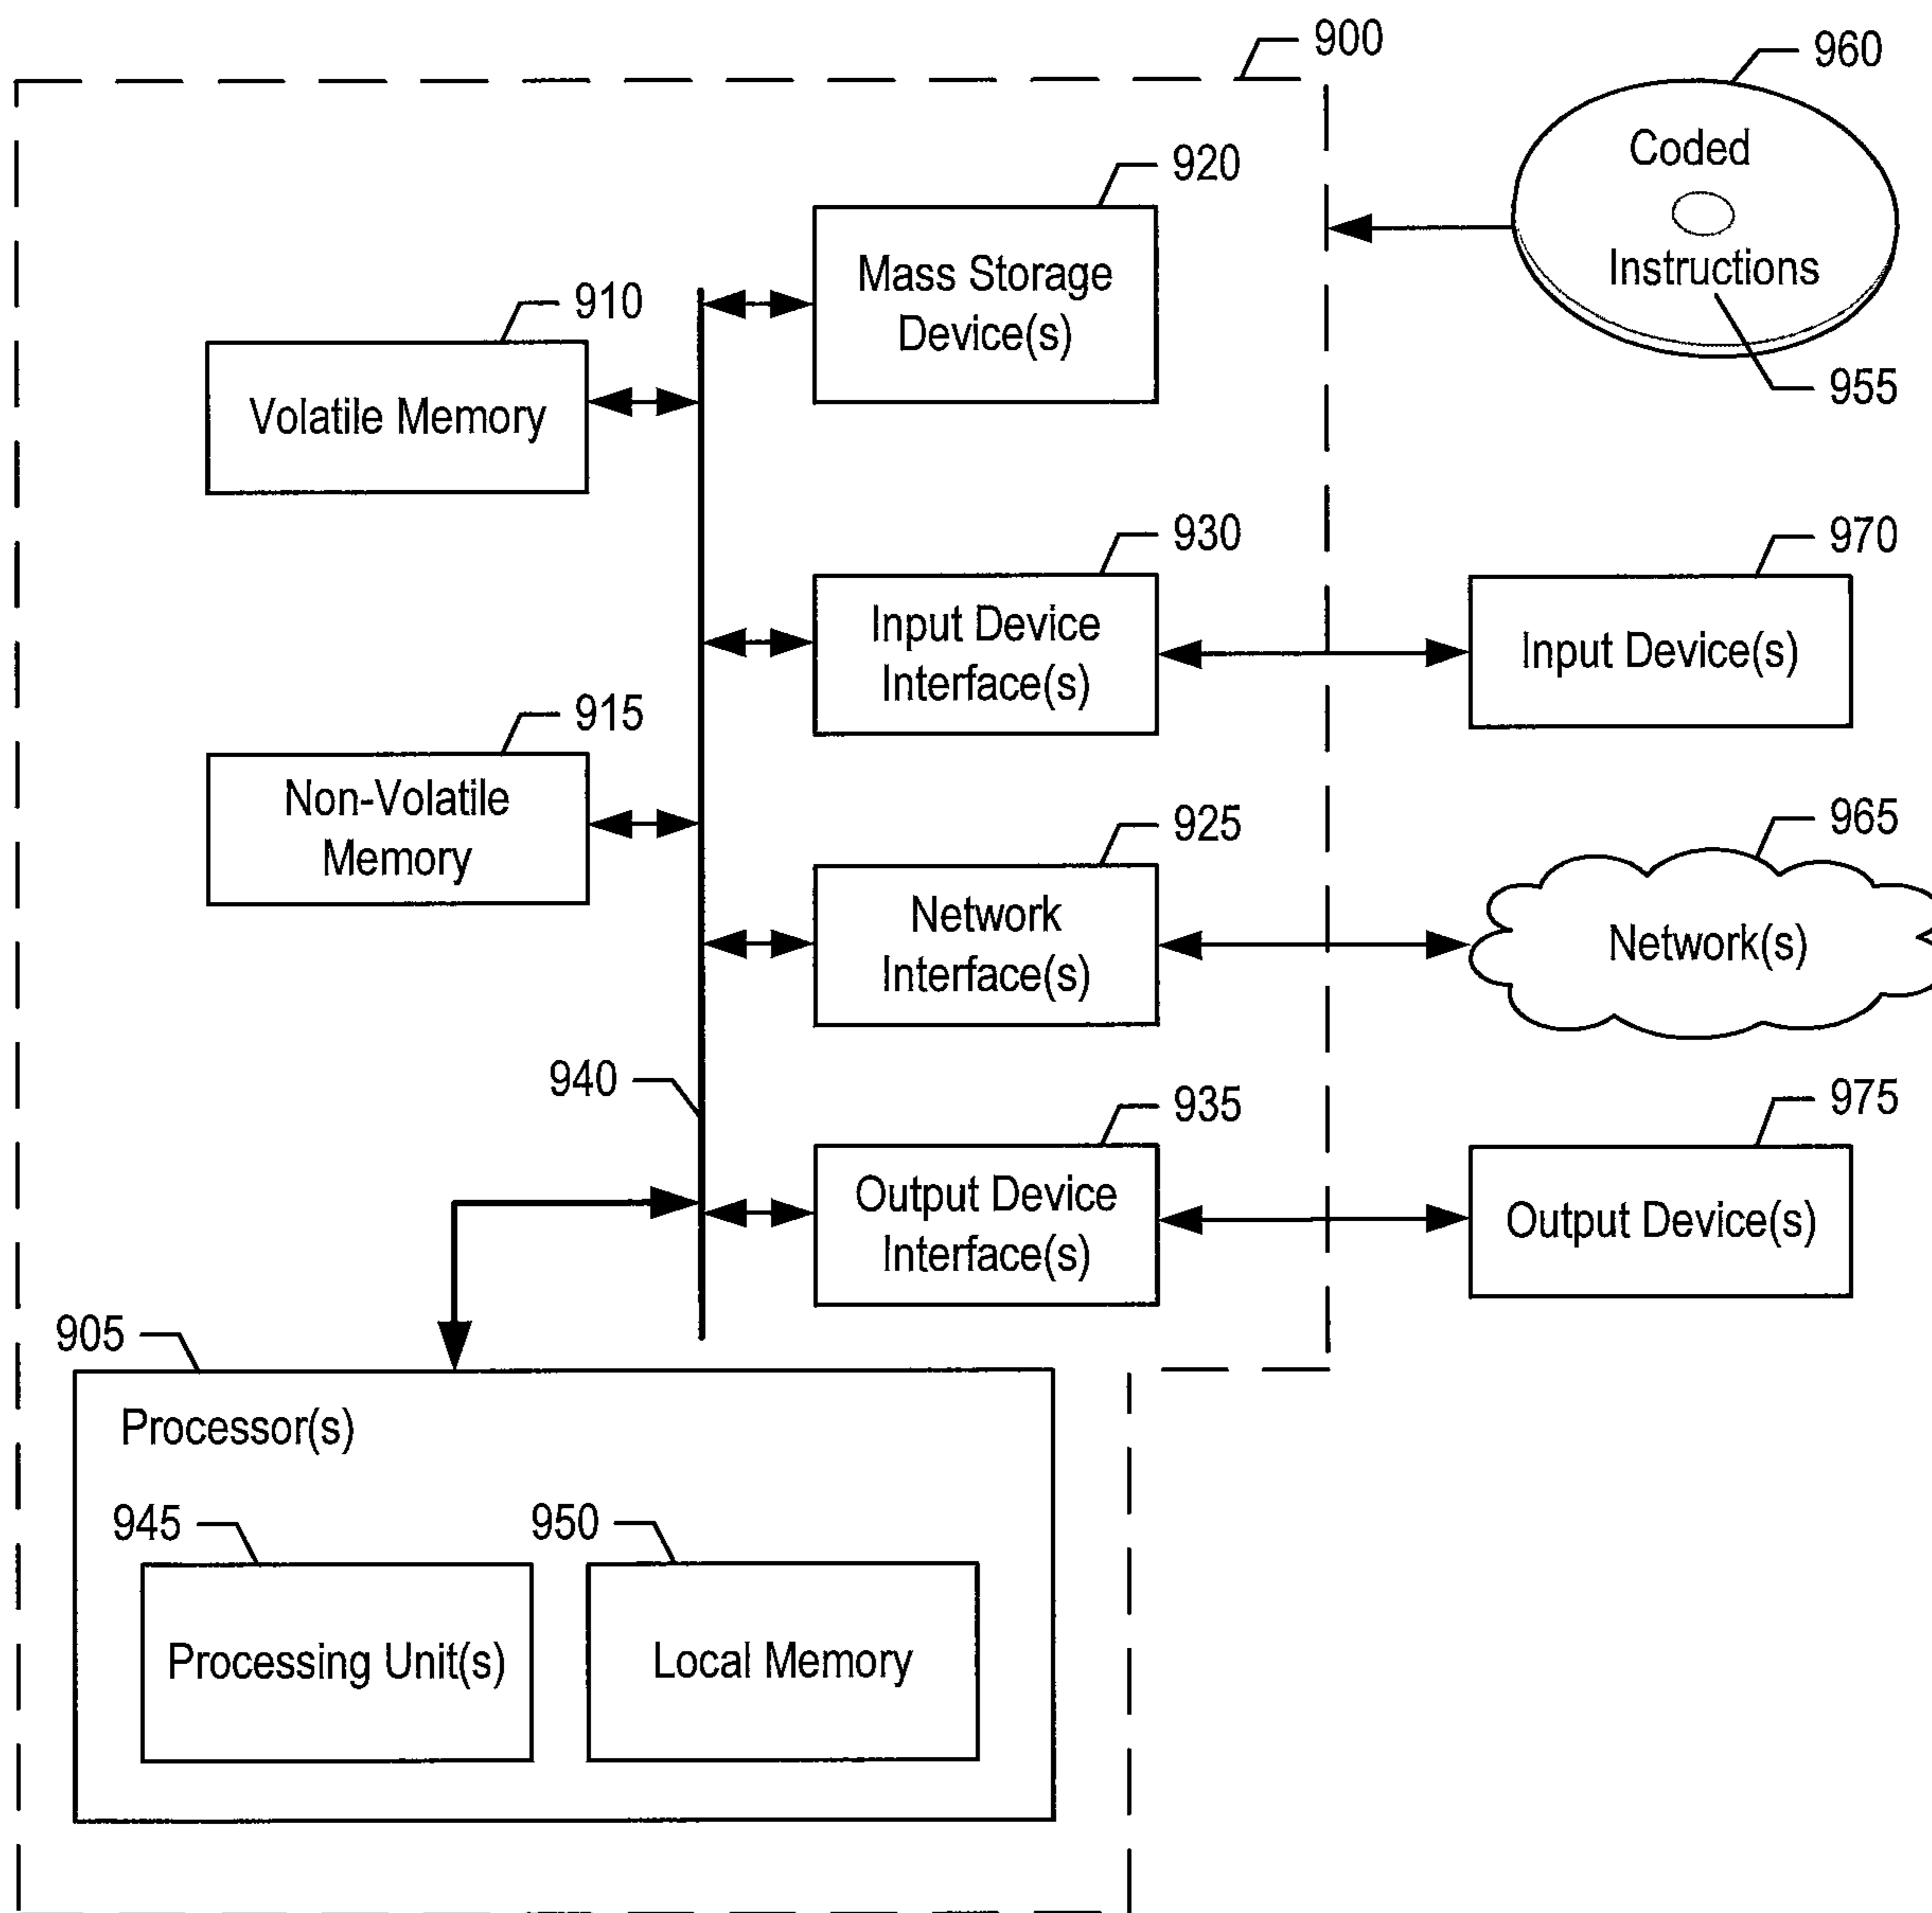 900
960
Coded
Instructions
955
920
Mass Storage
Device(s)
910
Volatile Memory
930
Input Device
Interface(s)
970
Input Device(s)
915
Non-Volatile
Memory
925
Network
Interface(s)
965
Network(s)
940
935
Output Device
Interface(s)
975
Output Device(s)
905
Processor(s)
945
Processing Unit(s)
950
Local Memory